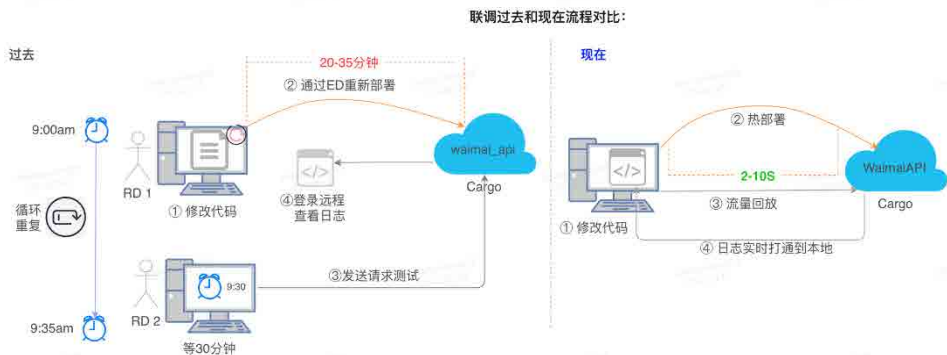 联调过去和现在流程对比：
过去
现在
20-35分钟
② 通过ED重新部署
9:00am
RD 1
waimai_api
Cargo
④登录远程
查看日志
① 修改代码
循环
重复
③发送请求测试
9:30
9:35am
RD 2
等30分钟
② 热部署
2-10S
WaimaiAPI
Cargo
③ 流量回放
① 修改代码
④ 日志实时打通到本地